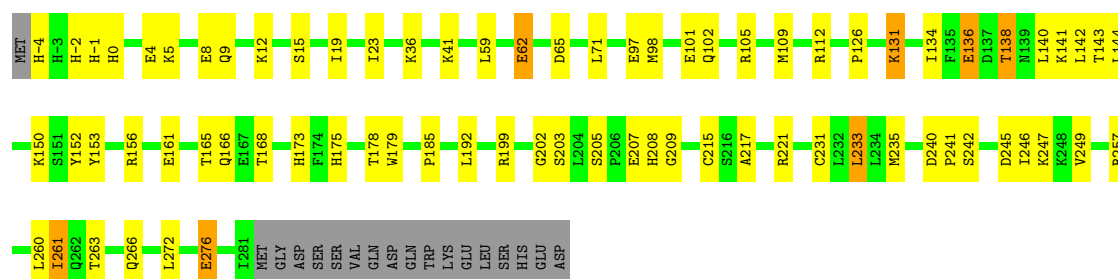 MET H-4 H-3 H-2 H-1 H0 E4 K5 E8 Q9 K12 S15 I19 I23 K36 K41 L59 E62 D65 L71 E97 M98 E101 Q102 R105 M109 R112 P126 K131 I134 F135 E136 D137 T138 N139 L140 K141 L142 T143 L144
K150 S151 Y152 Y153 R156 E161 T165 Q166 E167 T168 H173 F174 H175 T178 W179 P185 L192 R199 G202 S203 L204 S205 P206 E207 H208 G209 C215 S216 A217 R221 C231 L232 L233 L234 M235 D240 P241 S242 D245 I246 K247 K248 V249
L260 I261 Q262 T263 Q266 L272 E276 I281 MET GLY ASP SER SER VAL GLN ASP GLN TRP LYS GLU LEU SER HIS GLU ASP